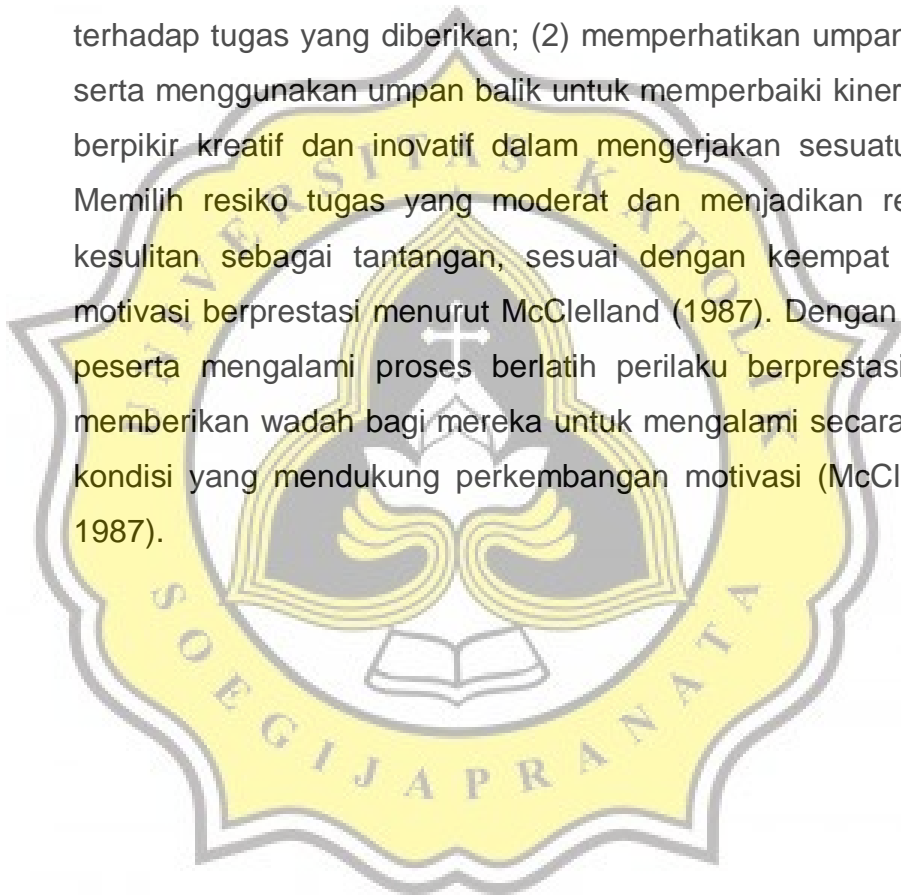 terhadap tugas yang diberikan; (2) memperhatikan umpan
serta menggunakan umpan balik untuk memperbaiki kiner
berpikir kreatif dan inovatif dalam mengerjakan sesuatu
Memilih resiko tugas yang moderat dan menjadikan re
kesulitan sebagai tantangan, sesuai dengan keempat
motivasi berprestasi menurut McClelland (1987). Dengan
peserta mengalami proses berlatih perilaku berprestasi
memberikan wadah bagi mereka untuk mengalami secara
kondisi yang mendukung perkembangan motivasi (McCl
1987).
UNIVERSITAS KATOLIK
SOEGIJAPRANATA